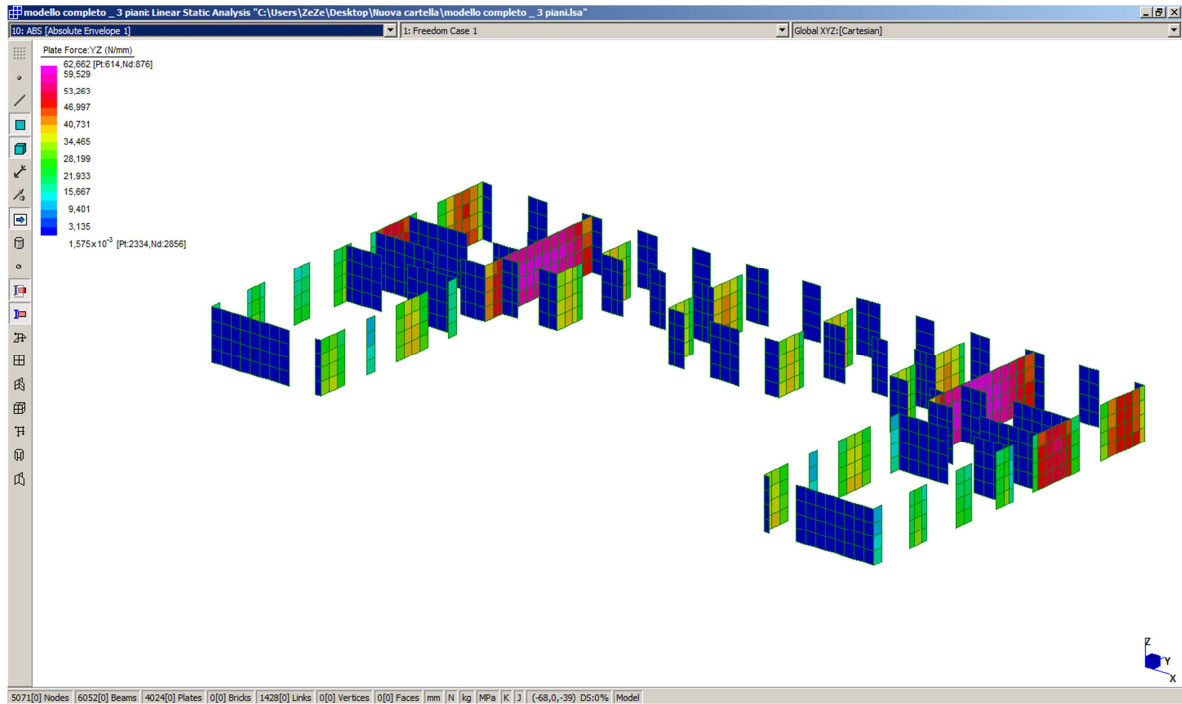 modello completo _ 3 piani: Linear Static Analysis "C:\Users\ZeZe\Desktop\Nuova cartella\modello completo _ 3 piani.lsa"
10: ABS [Absolute Envelope 1] 1: Freedom Case 1 Global XYZ:[Cartesian]
Plate Force:YZ (N/mm)
62,662 [Pt:614,Nd:876]
59,529
53,263
46,997
40,731
34,465
28,199
21,933
15,667
9,401
3,135
1,575x10⁻³ [Pt:2334,Nd:2856]
Z
Y
X
5071[0] Nodes 6052[0] Beams 4024[0] Plates 0[0] Bricks 1428[0] Links 0[0] Vertices 0[0] Faces mm N kg MPa K J (-68,0,-39) DS:0% Model